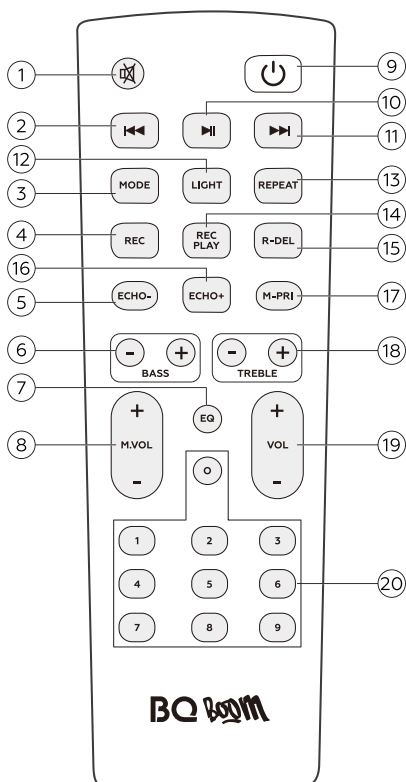 1
9
2
10
11
12
3
MODE
LIGHT
REPEAT
13
14
4
REC
REC
PLAY
R-DEL
15
16
5
ECHO-
ECHO+
M-PRI
17
6
- +
BASS
- +
TREBLE
18
7
EQ
8
+
M.VOL
-
+
VOL
-
19
0
1 2 3
4 5 6
20
7 8 9
BQ BOOM